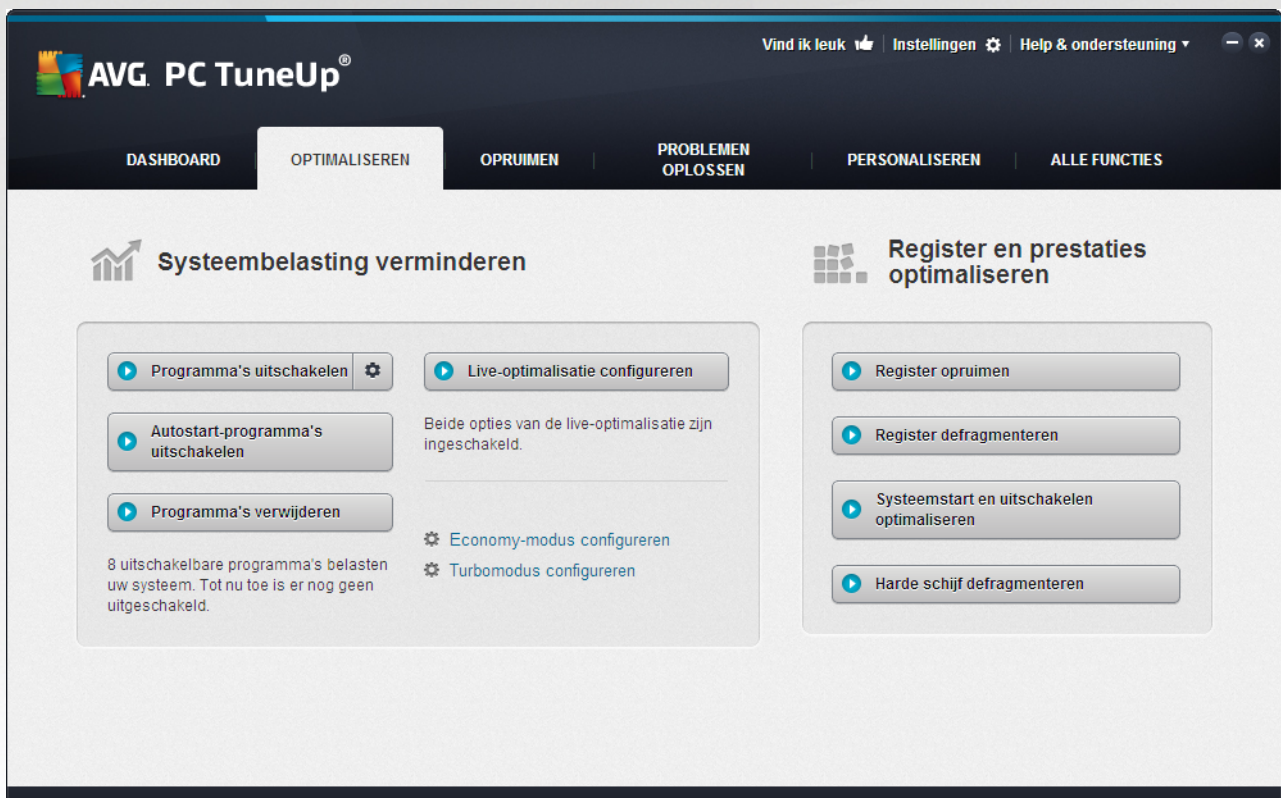 Vind ik leuk
Instellingen
Help & ondersteuning
AVG. PC TuneUp®
DASHBOARD
OPTIMALISEREN
OPRUIMEN
PROBLEMEN
OPLOSSEN
PERSONALISEREN
ALLE FUNCTIES
Systeembelasting verminderen
Programma's uitschakelen
Autostart-programma's
uitschakelen
Programma's verwijderen
8 uitschakelbare programma's belasten
uw systeem. Tot nu toe is er nog geen
uitgeschakeld.
Live-optimalisatie configureren
Beide opties van de live-optimalisatie zijn
ingeschakeld.
Economy-modus configureren
Turbomodus configureren
Register en prestaties
optimaliseren
Register opruimen
Register defragmenteren
Systeemstart en uitschakelen
optimaliseren
Harde schijf defragmenteren